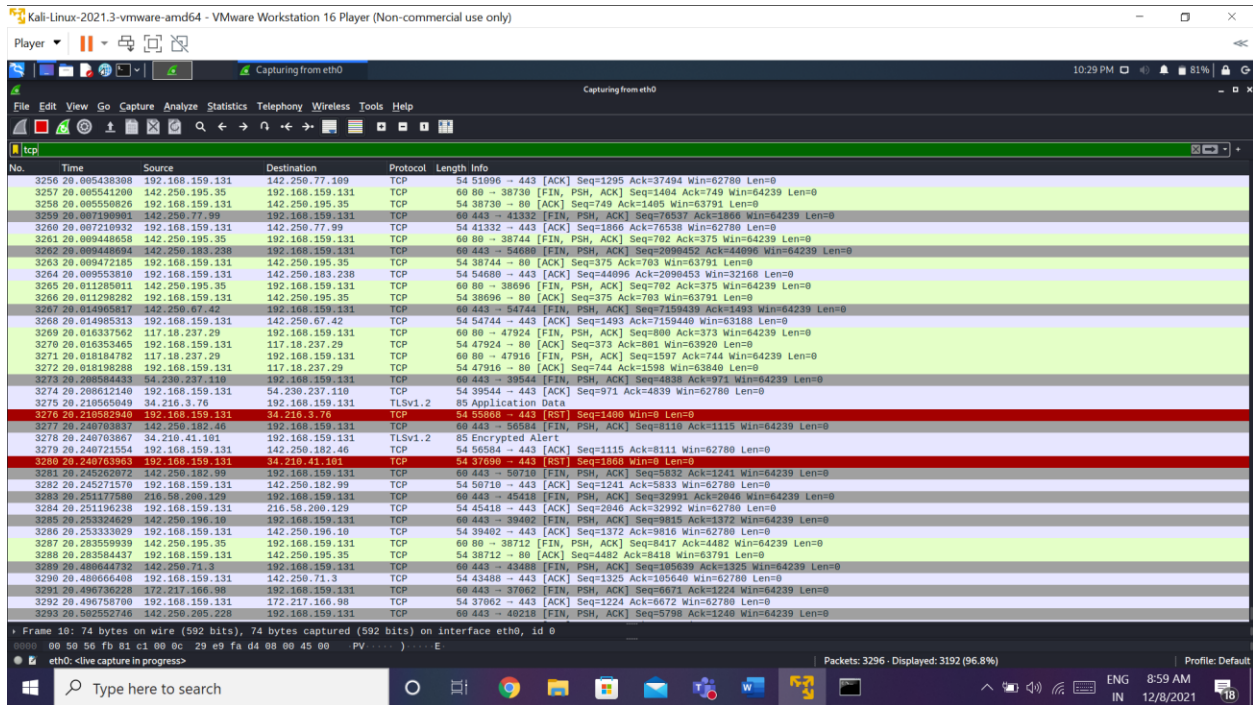 Kali-Linux-2021.3-vmware-amd64 - VMware Workstation 16 Player (Non-commercial use only)
Player
Capturing from eth0
10:29 PM 81%
Capturing from eth0
File Edit View Go Capture Analyze Statistics Telephony Wireless Tools Help
tcp
No. Time Source Destination Protocol Length Info
3256 20.005438308 192.168.159.131 142.250.77.109 TCP 54 51096 → 443 [ACK] Seq=1295 Ack=37494 Win=62780 Len=0
3257 20.005541200 142.250.195.35 192.168.159.131 TCP 60 80 → 38730 [FIN, PSH, ACK] Seq=1404 Ack=749 Win=64239 Len=0
3258 20.005550826 192.168.159.131 142.250.195.35 TCP 54 38730 → 80 [ACK] Seq=749 Ack=1405 Win=63791 Len=0
3259 20.007190901 142.250.77.99 192.168.159.131 TCP 60 443 → 41332 [FIN, PSH, ACK] Seq=76537 Ack=1866 Win=64239 Len=0
3260 20.007210932 192.168.159.131 142.250.77.99 TCP 54 41332 → 443 [ACK] Seq=1866 Ack=76538 Win=62780 Len=0
3261 20.009448658 142.250.195.35 192.168.159.131 TCP 60 80 → 38744 [FIN, PSH, ACK] Seq=702 Ack=375 Win=64239 Len=0
3262 20.009448694 142.250.183.238 192.168.159.131 TCP 60 443 → 54680 [FIN, PSH, ACK] Seq=2090452 Ack=44096 Win=64239 Len=0
3263 20.009472185 192.168.159.131 142.250.195.35 TCP 54 38744 → 80 [ACK] Seq=375 Ack=703 Win=63791 Len=0
3264 20.009553810 192.168.159.131 142.250.183.238 TCP 54 54680 → 443 [ACK] Seq=44096 Ack=2090453 Win=32168 Len=0
3265 20.011285011 142.250.195.35 192.168.159.131 TCP 60 80 → 38696 [FIN, PSH, ACK] Seq=702 Ack=375 Win=64239 Len=0
3266 20.011298282 192.168.159.131 142.250.195.35 TCP 54 38696 → 80 [ACK] Seq=375 Ack=703 Win=63791 Len=0
3267 20.014965817 142.250.67.42 192.168.159.131 TCP 60 443 → 54744 [FIN, PSH, ACK] Seq=7159439 Ack=1493 Win=64239 Len=0
3268 20.014985313 192.168.159.131 142.250.67.42 TCP 54 54744 → 443 [ACK] Seq=1493 Ack=7159440 Win=63188 Len=0
3269 20.016337562 117.18.237.29 192.168.159.131 TCP 60 80 → 47924 [FIN, PSH, ACK] Seq=800 Ack=373 Win=64239 Len=0
3270 20.016353465 192.168.159.131 117.18.237.29 TCP 54 47924 → 80 [ACK] Seq=373 Ack=801 Win=63920 Len=0
3271 20.018184782 117.18.237.29 192.168.159.131 TCP 60 80 → 47916 [FIN, PSH, ACK] Seq=1597 Ack=744 Win=64239 Len=0
3272 20.018198288 192.168.159.131 117.18.237.29 TCP 54 47916 → 80 [ACK] Seq=744 Ack=1598 Win=63840 Len=0
3273 20.208584433 54.230.237.110 192.168.159.131 TCP 60 443 → 39544 [FIN, PSH, ACK] Seq=4838 Ack=971 Win=64239 Len=0
3274 20.208612140 192.168.159.131 54.230.237.110 TCP 54 39544 → 443 [ACK] Seq=971 Ack=4839 Win=62780 Len=0
3275 20.210565049 34.216.3.76 192.168.159.131 TLSv1.2 85 Application Data
3276 20.210582940 192.168.159.131 34.216.3.76 TCP 54 55868 → 443 [RST] Seq=1400 Win=0 Len=0
3277 20.240703837 142.250.182.46 192.168.159.131 TCP 60 443 → 56584 [FIN, PSH, ACK] Seq=8110 Ack=1115 Win=64239 Len=0
3278 20.240703867 34.210.41.101 192.168.159.131 TLSv1.2 85 Encrypted Alert
3279 20.240721554 192.168.159.131 142.250.182.46 TCP 54 56584 → 443 [ACK] Seq=1115 Ack=8111 Win=62780 Len=0
3280 20.240763963 192.168.159.131 34.210.41.101 TCP 54 37690 → 443 [RST] Seq=1868 Win=0 Len=0
3281 20.245262072 142.250.182.99 192.168.159.131 TCP 60 443 → 50710 [FIN, PSH, ACK] Seq=5832 Ack=1241 Win=64239 Len=0
3282 20.245271570 192.168.159.131 142.250.182.99 TCP 54 50710 → 443 [ACK] Seq=1241 Ack=5833 Win=62780 Len=0
3283 20.251177580 216.58.200.129 192.168.159.131 TCP 60 443 → 45418 [FIN, PSH, ACK] Seq=32991 Ack=2046 Win=64239 Len=0
3284 20.251196238 192.168.159.131 216.58.200.129 TCP 54 45418 → 443 [ACK] Seq=2046 Ack=32992 Win=62780 Len=0
3285 20.253324629 142.250.196.10 192.168.159.131 TCP 60 443 → 39402 [FIN, PSH, ACK] Seq=9815 Ack=1372 Win=64239 Len=0
3286 20.253333029 192.168.159.131 142.250.196.10 TCP 54 39402 → 443 [ACK] Seq=1372 Ack=9816 Win=62780 Len=0
3287 20.283559939 142.250.195.35 192.168.159.131 TCP 60 80 → 38712 [FIN, PSH, ACK] Seq=8417 Ack=4482 Win=64239 Len=0
3288 20.283584437 192.168.159.131 142.250.195.35 TCP 54 38712 → 80 [ACK] Seq=4482 Ack=8418 Win=63791 Len=0
3289 20.480644732 142.250.71.3 192.168.159.131 TCP 60 443 → 43488 [FIN, PSH, ACK] Seq=105639 Ack=1325 Win=64239 Len=0
3290 20.480666408 192.168.159.131 142.250.71.3 TCP 54 43488 → 443 [ACK] Seq=1325 Ack=105640 Win=62780 Len=0
3291 20.496736228 172.217.166.98 192.168.159.131 TCP 60 443 → 37062 [FIN, PSH, ACK] Seq=6671 Ack=1224 Win=64239 Len=0
3292 20.496758700 192.168.159.131 172.217.166.98 TCP 54 37062 → 443 [ACK] Seq=1224 Ack=6672 Win=62780 Len=0
3293 20.502552746 142.250.205.228 192.168.159.131 TCP 60 443 → 40218 [FIN, PSH, ACK] Seq=5798 Ack=1240 Win=64239 Len=0
Frame 10: 74 bytes on wire (592 bits), 74 bytes captured (592 bits) on interface eth0, id 0
0000 00 50 56 fb 81 c1 00 0c 29 e9 fa d4 08 00 45 00 ·PV····· )·····E·
eth0: <live capture in progress> Packets: 3296 · Displayed: 3192 (96.8%) Profile: Default
Type here to search
ENG 8:59 AM
IN 12/8/2021
18